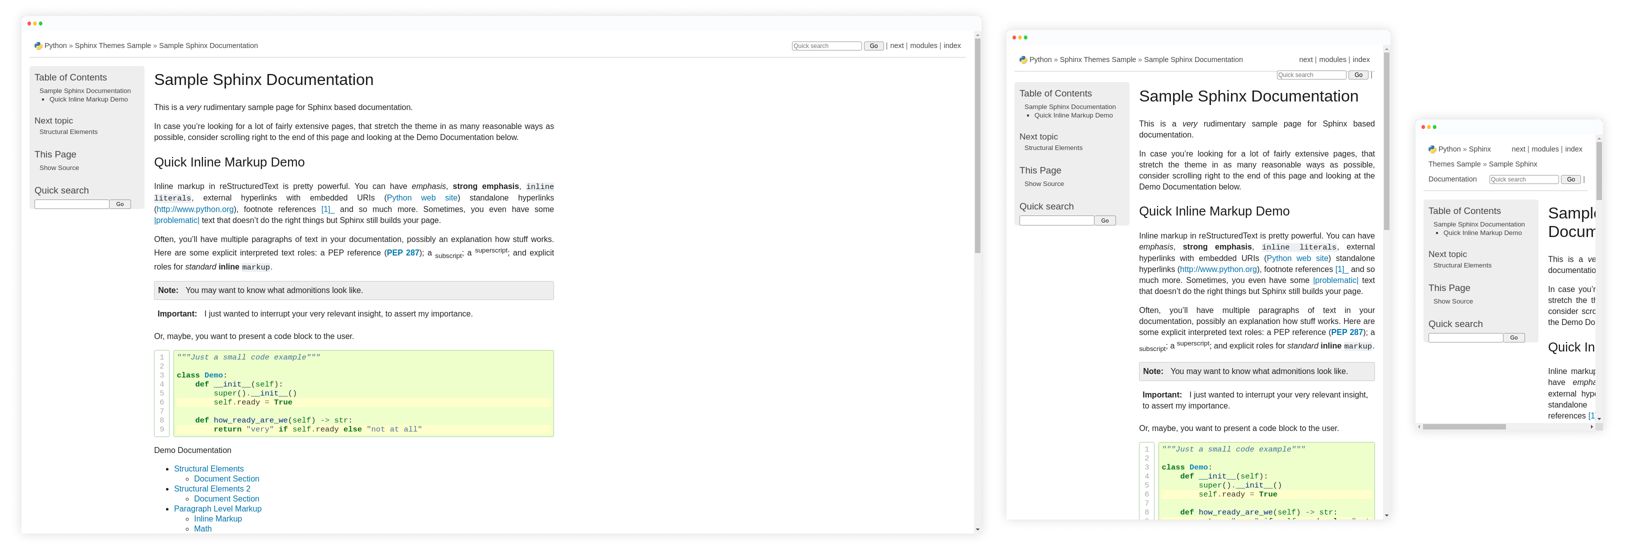 Python » Sphinx Themes Sample » Sample Sphinx Documentation
Quick search Go | next | modules | index
Table of Contents
Sample Sphinx Documentation
Quick Inline Markup Demo
Next topic
Structural Elements
This Page
Show Source
Quick search
Go
Sample Sphinx Documentation
This is a very rudimentary sample page for Sphinx based documentation.
In case you're looking for a lot of fairly extensive pages, that stretch the theme in as many reasonable ways as
possible, consider scrolling right to the end of this page and looking at the Demo Documentation below.
Quick Inline Markup Demo
Inline markup in reStructuredText is pretty powerful. You can have emphasis, strong emphasis, inline
literals, external hyperlinks with embedded URIs (Python web site) standalone hyperlinks
(http://www.python.org), footnote references [1]_ and so much more. Sometimes, you even have some
|problematic| text that doesn't do the right things but Sphinx still builds your page.
Often, you'll have multiple paragraphs of text in your documentation, possibly an explanation how stuff works.
Here are some explicit interpreted text roles: a PEP reference (PEP 287); a subscript; a superscript; and explicit
roles for standard inline markup.
Note: You may want to know what admonitions look like.
Important: I just wanted to interrupt your very relevant insight, to assert my importance.
Or, maybe, you want to present a code block to the user.
1 """Just a small code example"""
2
3 class Demo:
4 def __init__(self):
5 super().__init__()
6 self.ready = True
7
8 def how_ready_are_we(self) -> str:
9 return "very" if self.ready else "not at all"
Demo Documentation
Structural Elements
Document Section
Structural Elements 2
Document Section
Paragraph Level Markup
Inline Markup
Math
Python » Sphinx Themes Sample » Sample Sphinx Documentation
next | modules | index
Quick search Go |
Table of Contents
Sample Sphinx Documentation
Quick Inline Markup Demo
Next topic
Structural Elements
This Page
Show Source
Quick search
Go
Sample Sphinx Documentation
This is a very rudimentary sample page for Sphinx based
documentation.
In case you're looking for a lot of fairly extensive pages, that
stretch the theme in as many reasonable ways as possible,
consider scrolling right to the end of this page and looking at the
Demo Documentation below.
Quick Inline Markup Demo
Inline markup in reStructuredText is pretty powerful. You can have
emphasis, strong emphasis, inline literals, external
hyperlinks with embedded URIs (Python web site) standalone
hyperlinks (http://www.python.org), footnote references [1]_ and so
much more. Sometimes, you even have some |problematic| text
that doesn't do the right things but Sphinx still builds your page.
Often, you'll have multiple paragraphs of text in your
documentation, possibly an explanation how stuff works. Here are
some explicit interpreted text roles: a PEP reference (PEP 287); a
subscript; a superscript; and explicit roles for standard inline markup.
Note: You may want to know what admonitions look like.
Important: I just wanted to interrupt your very relevant insight,
to assert my importance.
Or, maybe, you want to present a code block to the user.
1 """Just a small code example"""
2
3 class Demo:
4 def __init__(self):
5 super().__init__()
6 self.ready = True
7
8 def how_ready_are_we(self) -> str:
Python » Sphinx
next | modules | index
Themes Sample » Sample Sphinx
Documentation
Quick search Go |
Table of Contents
Sample Sphinx Documentation
Quick Inline Markup Demo
Next topic
Structural Elements
This Page
Show Source
Quick search
Go
Sampl
Docum
This is a ve
documentatio
In case you'r
stretch the th
consider scro
the Demo Do
Quick In
Inline markup
have empha
external hype
standalone
references [1]